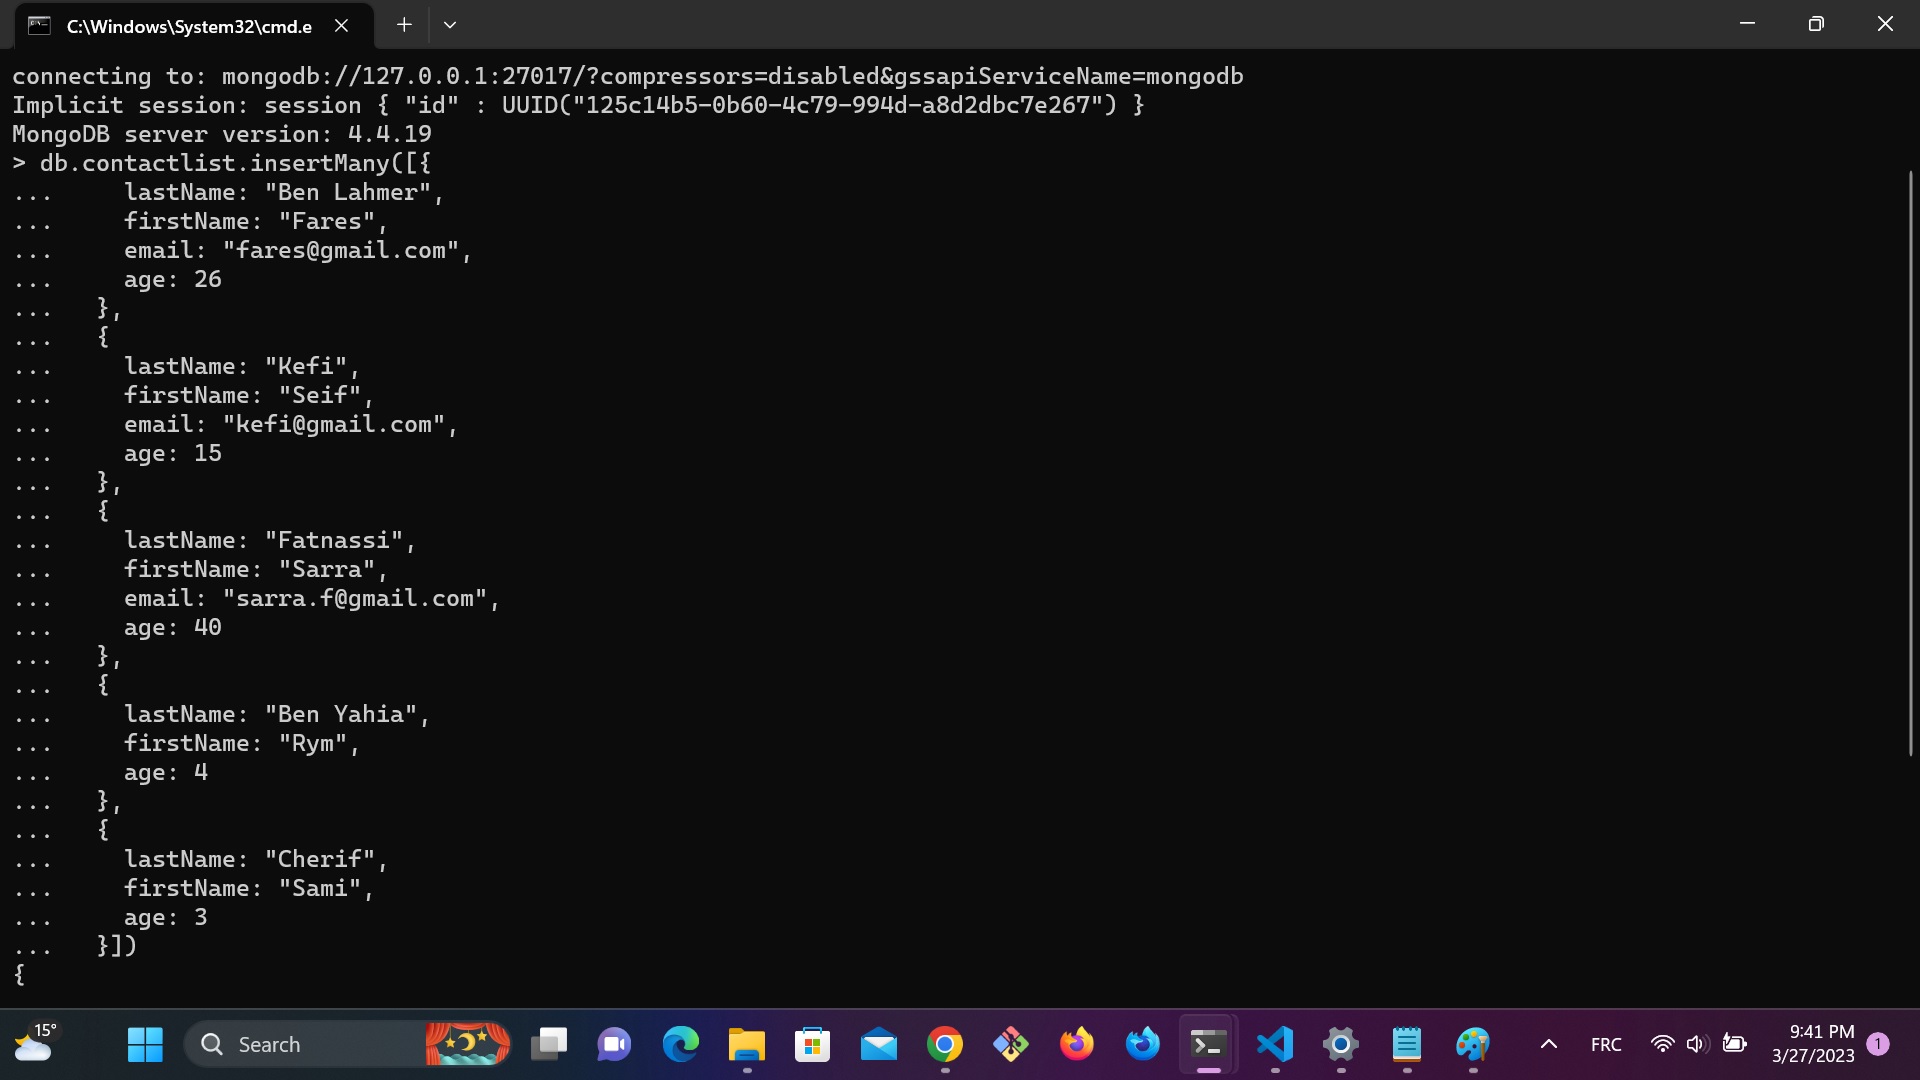 C:\Windows\System32\cmd.e
connecting to: mongodb://127.0.0.1:27017/?compressors=disabled&gssapiServiceName=mongodb
Implicit session: session { "id" : UUID("125c14b5-0b60-4c79-994d-a8d2dbc7e267") }
MongoDB server version: 4.4.19
> db.contactlist.insertMany([{
...     lastName: "Ben Lahmer",
...     firstName: "Fares",
...     email: "fares@gmail.com",
...     age: 26
...   },
...   {
...     lastName: "Kefi",
...     firstName: "Seif",
...     email: "kefi@gmail.com",
...     age: 15
...   },
...   {
...     lastName: "Fatnassi",
...     firstName: "Sarra",
...     email: "sarra.f@gmail.com",
...     age: 40
...   },
...   {
...     lastName: "Ben Yahia",
...     firstName: "Rym",
...     age: 4
...   },
...   {
...     lastName: "Cherif",
...     firstName: "Sami",
...     age: 3
...   }])
{
15°
Search
FRC
9:41 PM
3/27/2023
1